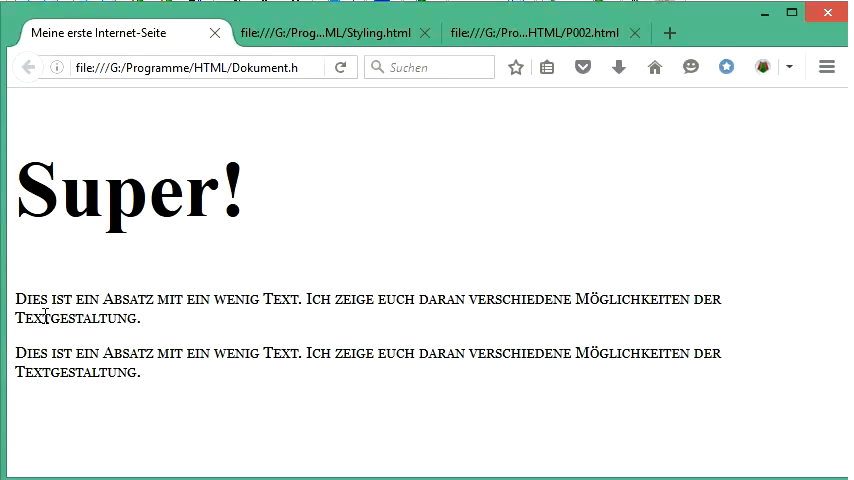 Meine erste Internet-Seite
file:///G:/Prog...ML/Styling.html
file:///G:/Pro...HTML/P002.html
file:///G:/Programme/HTML/Dokument.h
Suchen
Super!
Dies ist ein Absatz mit ein wenig Text. Ich zeige euch daran verschiedene Möglichkeiten der
Textgestaltung.
Dies ist ein Absatz mit ein wenig Text. Ich zeige euch daran verschiedene Möglichkeiten der
Textgestaltung.